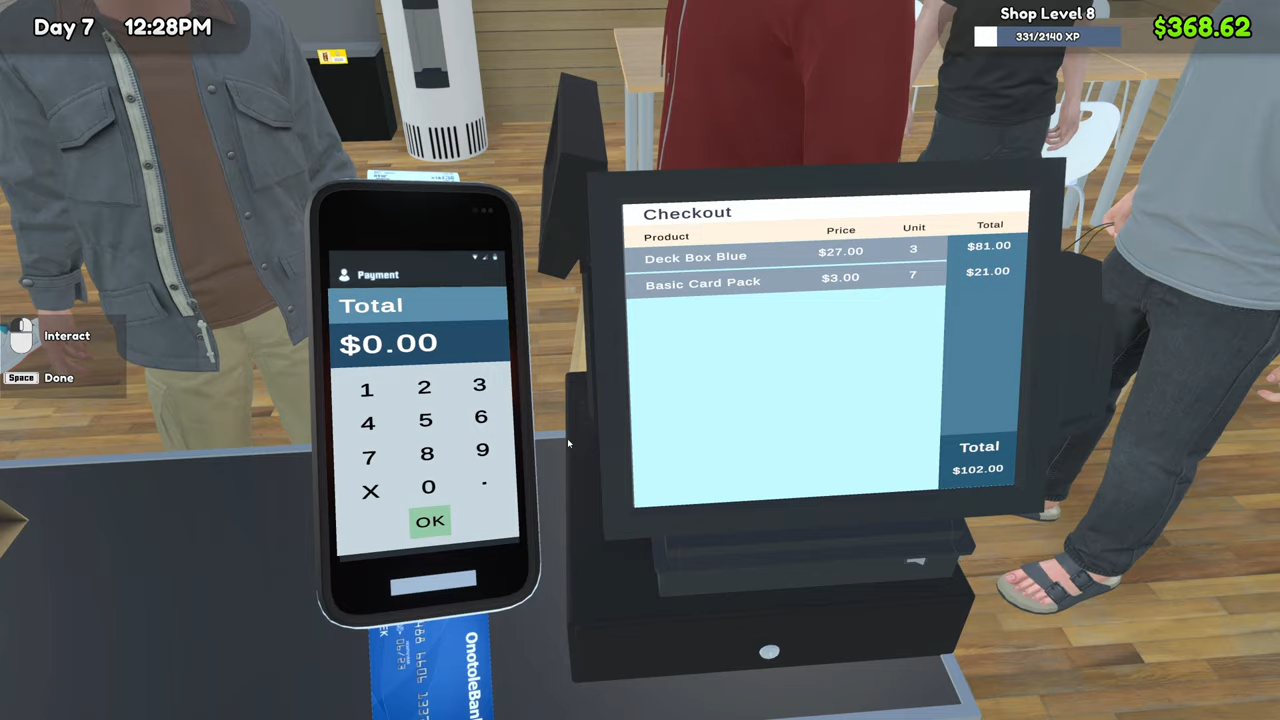 Day 7 12:28PM
Shop Level 8
331/2140 XP
$368.62
Interact
Space Done
Payment
Total
$0.00
1 2 3
4 5 6
7 8 9
X 0 .
OK
Checkout
Product Price Unit Total
Deck Box Blue $27.00 3 $81.00
Basic Card Pack $3.00 7 $21.00
Total
$102.00
OnotoleBank